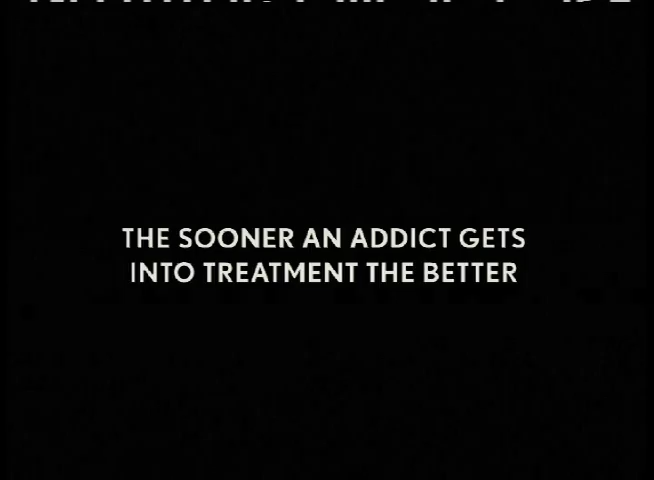 THE SOONER AN ADDICT GETS
INTO TREATMENT THE BETTER